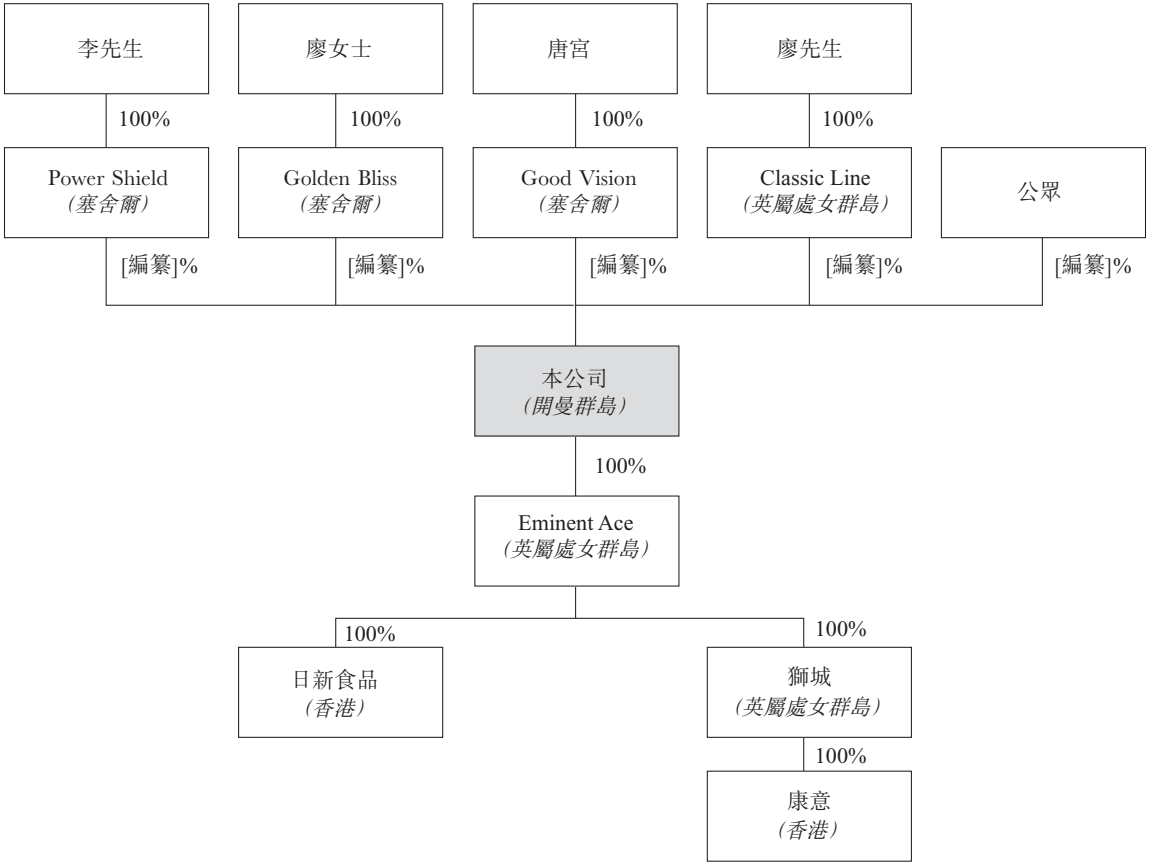 李先生
廖女士
唐宮
廖先生
100%
100%
100%
100%
Power Shield
(塞舍爾)
Golden Bliss
(塞舍爾)
Good Vision
(塞舍爾)
Classic Line
(英屬處女群島)
公眾
[編纂]%
[編纂]%
[編纂]%
[編纂]%
[編纂]%
本公司
(開曼群島)
100%
Eminent Ace
(英屬處女群島)
100%
100%
日新食品
(香港)
獅城
(英屬處女群島)
100%
康意
(香港)